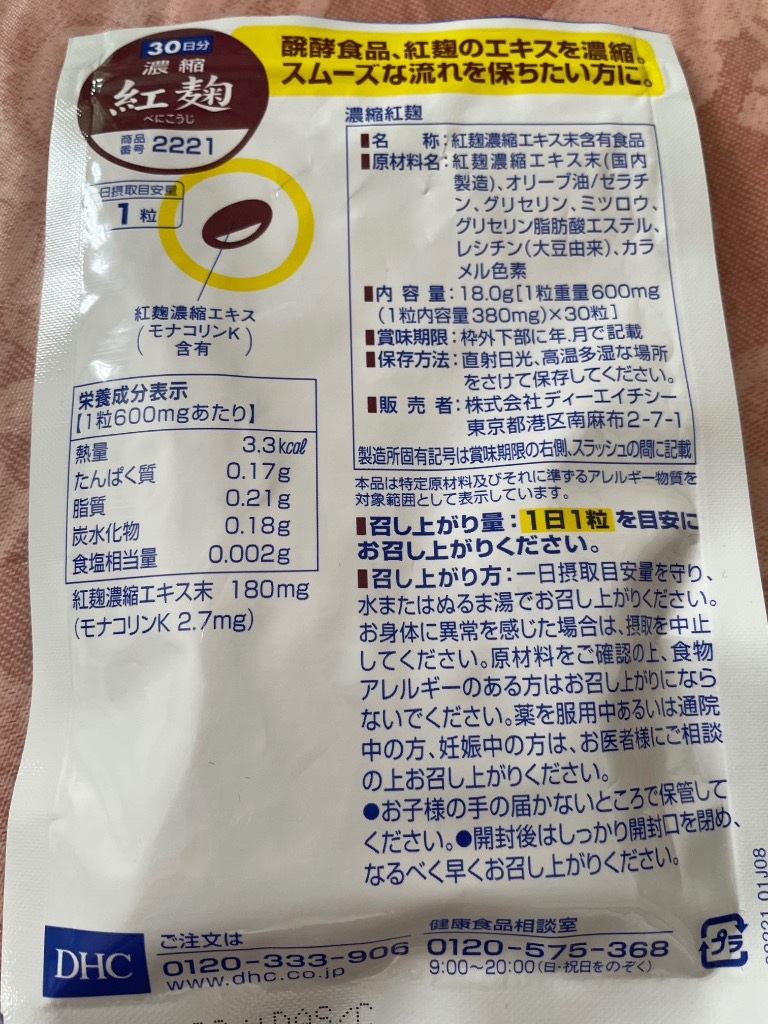 30日分
濃縮
紅麹
べにこうじ
商品番号 2221
醗酵食品、紅麹のエキスを濃縮。
スムーズな流れを保ちたい方に。
日摂取目安量
1粒
紅麹濃縮エキス
(モナコリンK含有)
栄養成分表示
【1粒600mgあたり】
熱量 3.3kcal
たんぱく質 0.17g
脂質 0.21g
炭水化物 0.18g
食塩相当量 0.002g
紅麹濃縮エキス末 180mg
(モナコリンK 2.7mg)
濃縮紅麹
■名 称:紅麹濃縮エキス末含有食品
■原材料名:紅麹濃縮エキス末(国内
製造)、オリーブ油/ゼラチ
ン、グリセリン、ミツロウ、
グリセリン脂肪酸エステル、
レシチン(大豆由来)、カラ
メル色素
■内容量:18.0g[1粒重量600mg
(1粒内容量380mg)×30粒]
■賞味期限:枠外下部に年.月で記載
■保存方法:直射日光、高温多湿な場所
をさけて保存してください。
■販売者:株式会社ディーエイチシー
東京都港区南麻布2-7-1
製造所固有記号は賞味期限の右側、スラッシュの間に記載
本品は特定原材料及びそれに準ずるアレルギー物質を
対象範囲として表示しています。
■召し上がり量:1日1粒を目安に
お召し上がりください。
■召し上がり方:一日摂取目安量を守り、
水またはぬるま湯でお召し上がりください。
お身体に異常を感じた場合は、摂取を中止
してください。原材料をご確認の上、食物
アレルギーのある方はお召し上がりになら
ないでください。薬を服用中あるいは通院
中の方、妊娠中の方は、お医者様にご相談
の上お召し上がりください。
●お子様の手の届かないところで保管して
ください。●開封後はしっかり開封口を閉め、
なるべく早くお召し上がりください。
DHC
ご注文は
0120-333-906
www.dhc.co.jp
健康食品相談室
0120-575-368
9:00~20:00(日・祝日をのぞく)
プラ
01J08